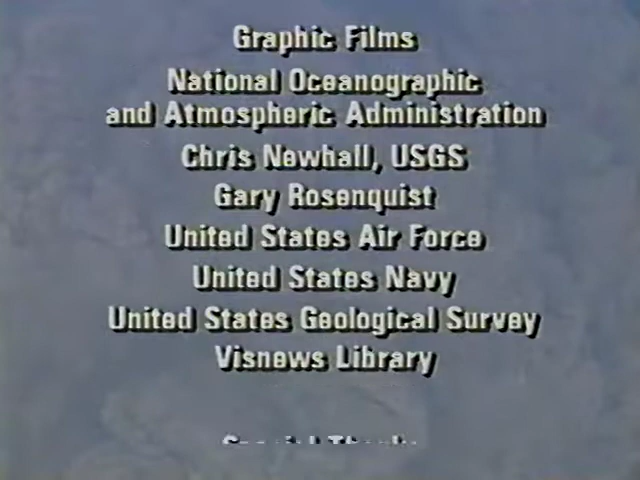 Graphic Films
National Oceanographic
and Atmospheric Administration
Chris Newhall, USGS
Gary Rosenquist
United States Air Force
United States Navy
United States Geological Survey
Visnews Library